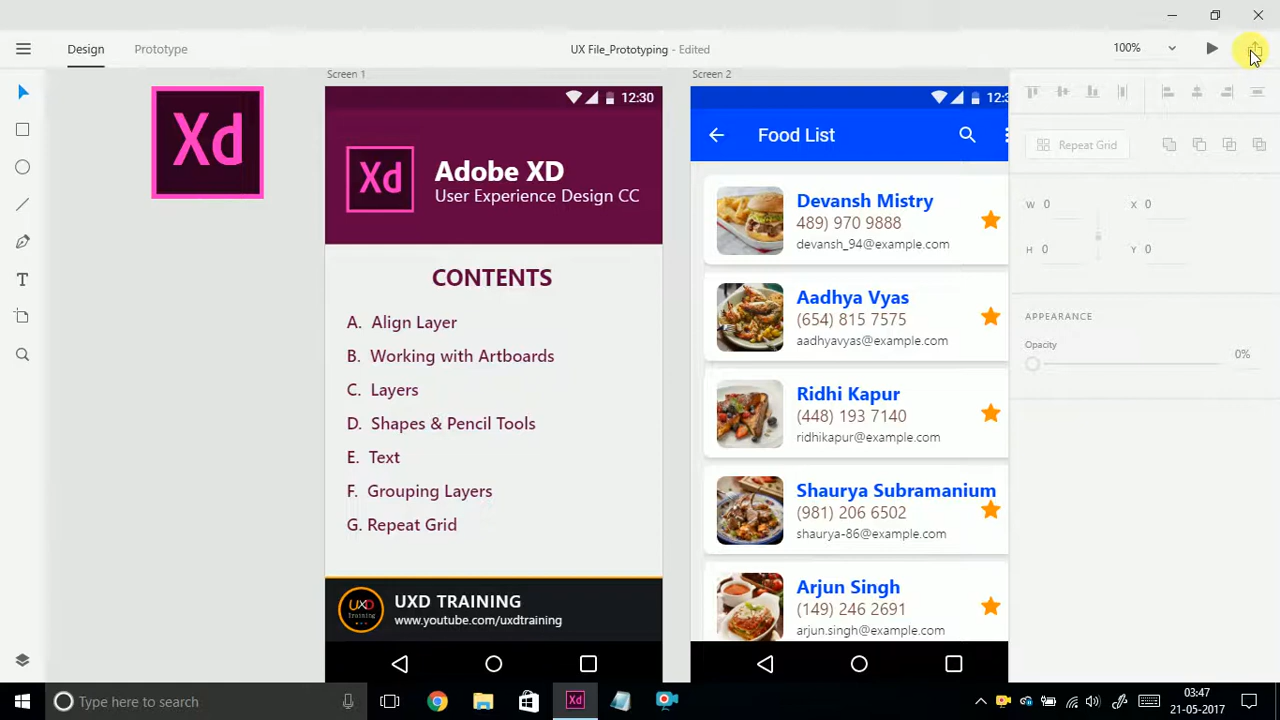 Design
Prototype
UX File_Prototyping - Edited
100%
Screen 1
Screen 2
Xd
12:30
Xd
Adobe XD
User Experience Design CC
CONTENTS
A. Align Layer
B. Working with Artboards
C. Layers
D. Shapes & Pencil Tools
E. Text
F. Grouping Layers
G. Repeat Grid
UXD
Training
UXD TRAINING
www.youtube.com/uxdtraining
12:3
Food List
Devansh Mistry
489) 970 9888
devansh_94@example.com
Aadhya Vyas
(654) 815 7575
aadhyavyas@example.com
Ridhi Kapur
(448) 193 7140
ridhikapur@example.com
Shaurya Subramanium
(981) 206 6502
shaurya-86@example.com
Arjun Singh
(149) 246 2691
arjun.singh@example.com
Repeat Grid
W 0
X 0
H 0
Y 0
APPEARANCE
Opacity
0%
T
Type here to search
Xd
03:47
21-05-2017